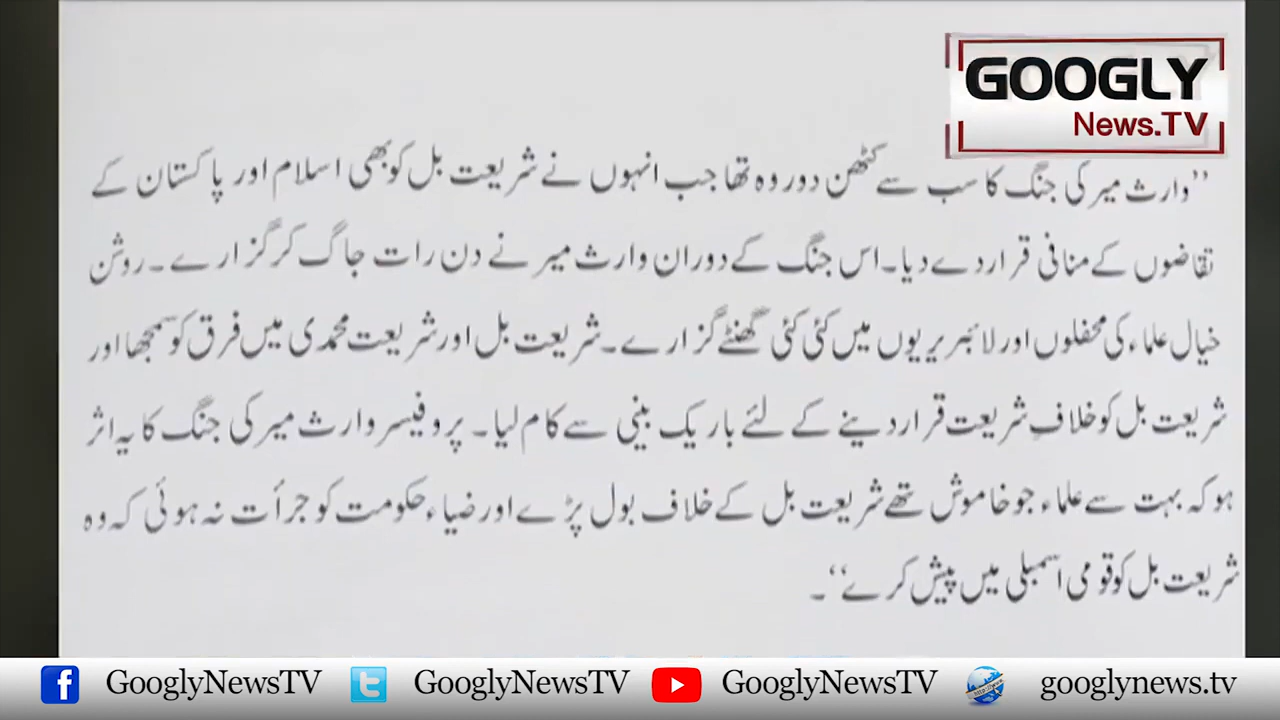 GOOGLY
News.TV
’’وارث میر کی جنگ کا سب سے کٹھن دور وہ تھا جب انہوں نے شریعت بل کو بھی اسلام اور پاکستان کے
تقاضوں کے منافی قرار دے دیا۔ اس جنگ کے دوران وارث میر نے دن رات جاگ کر گزارے۔ روشن
خیال علماء کی محفلوں اور لائبریریوں میں کئی کئی گھنٹے گزارے۔ شریعت بل اور شریعت محمدی میں فرق کو سمجھا اور
شریعت بل کو خلافِ شریعت قرار دینے کے لئے باریک بینی سے کام لیا۔ پروفیسر وارث میر کی جنگ کا یہ اثر
ہو کہ بہت سے علماء جو خاموش تھے شریعت بل کے خلاف بول پڑے اور ضیاء حکومت کو جرأت نہ ہوئی کہ وہ
شریعت بل کو قومی اسمبلی میں پیش کرے‘‘۔
GooglyNewsTV GooglyNewsTV GooglyNewsTV googlynews.tv